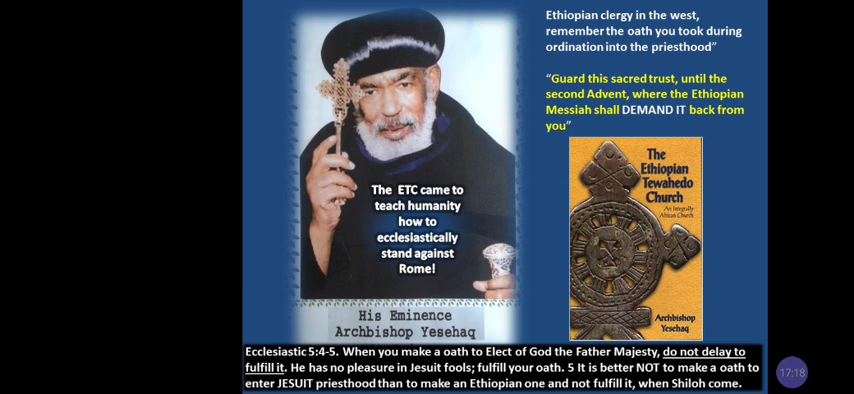 Ethiopian clergy in the west,
remember the oath you took during
ordination into the priesthood”
“Guard this sacred trust, until the
second Advent, where the Ethiopian
Messiah shall DEMAND IT back from
you”
The ETC came to
teach humanity
how to
ecclesiastically
stand against
Rome!
His Eminence
Archbishop Yesehaq
The
Ethiopian
Tewahedo
Church
An Integrally
African Church
Archbishop
Yesehaq
Ecclesiastic 5:4-5. When you make a oath to Elect of God the Father Majesty, do not delay to
fulfill it. He has no pleasure in Jesuit fools; fulfill your oath. 5 It is better NOT to make a oath to
enter JESUIT priesthood than to make an Ethiopian one and not fulfill it, when Shiloh come.
17:18